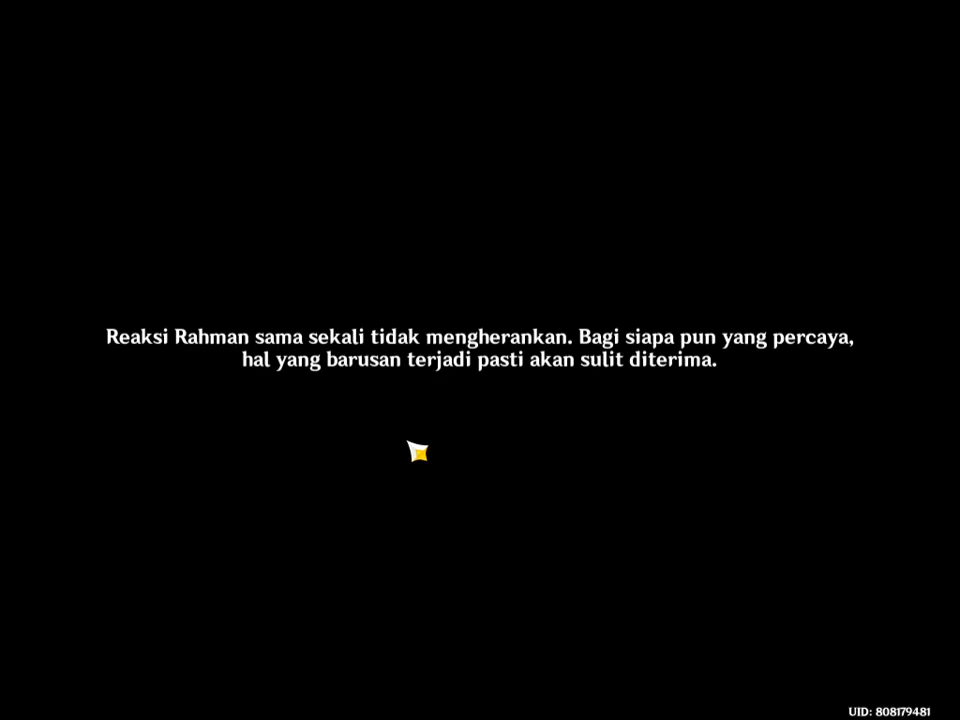 Reaksi Rahman sama sekali tidak mengherankan. Bagi siapa pun yang percaya,
hal yang barusan terjadi pasti akan sulit diterima.
UID: 808179481